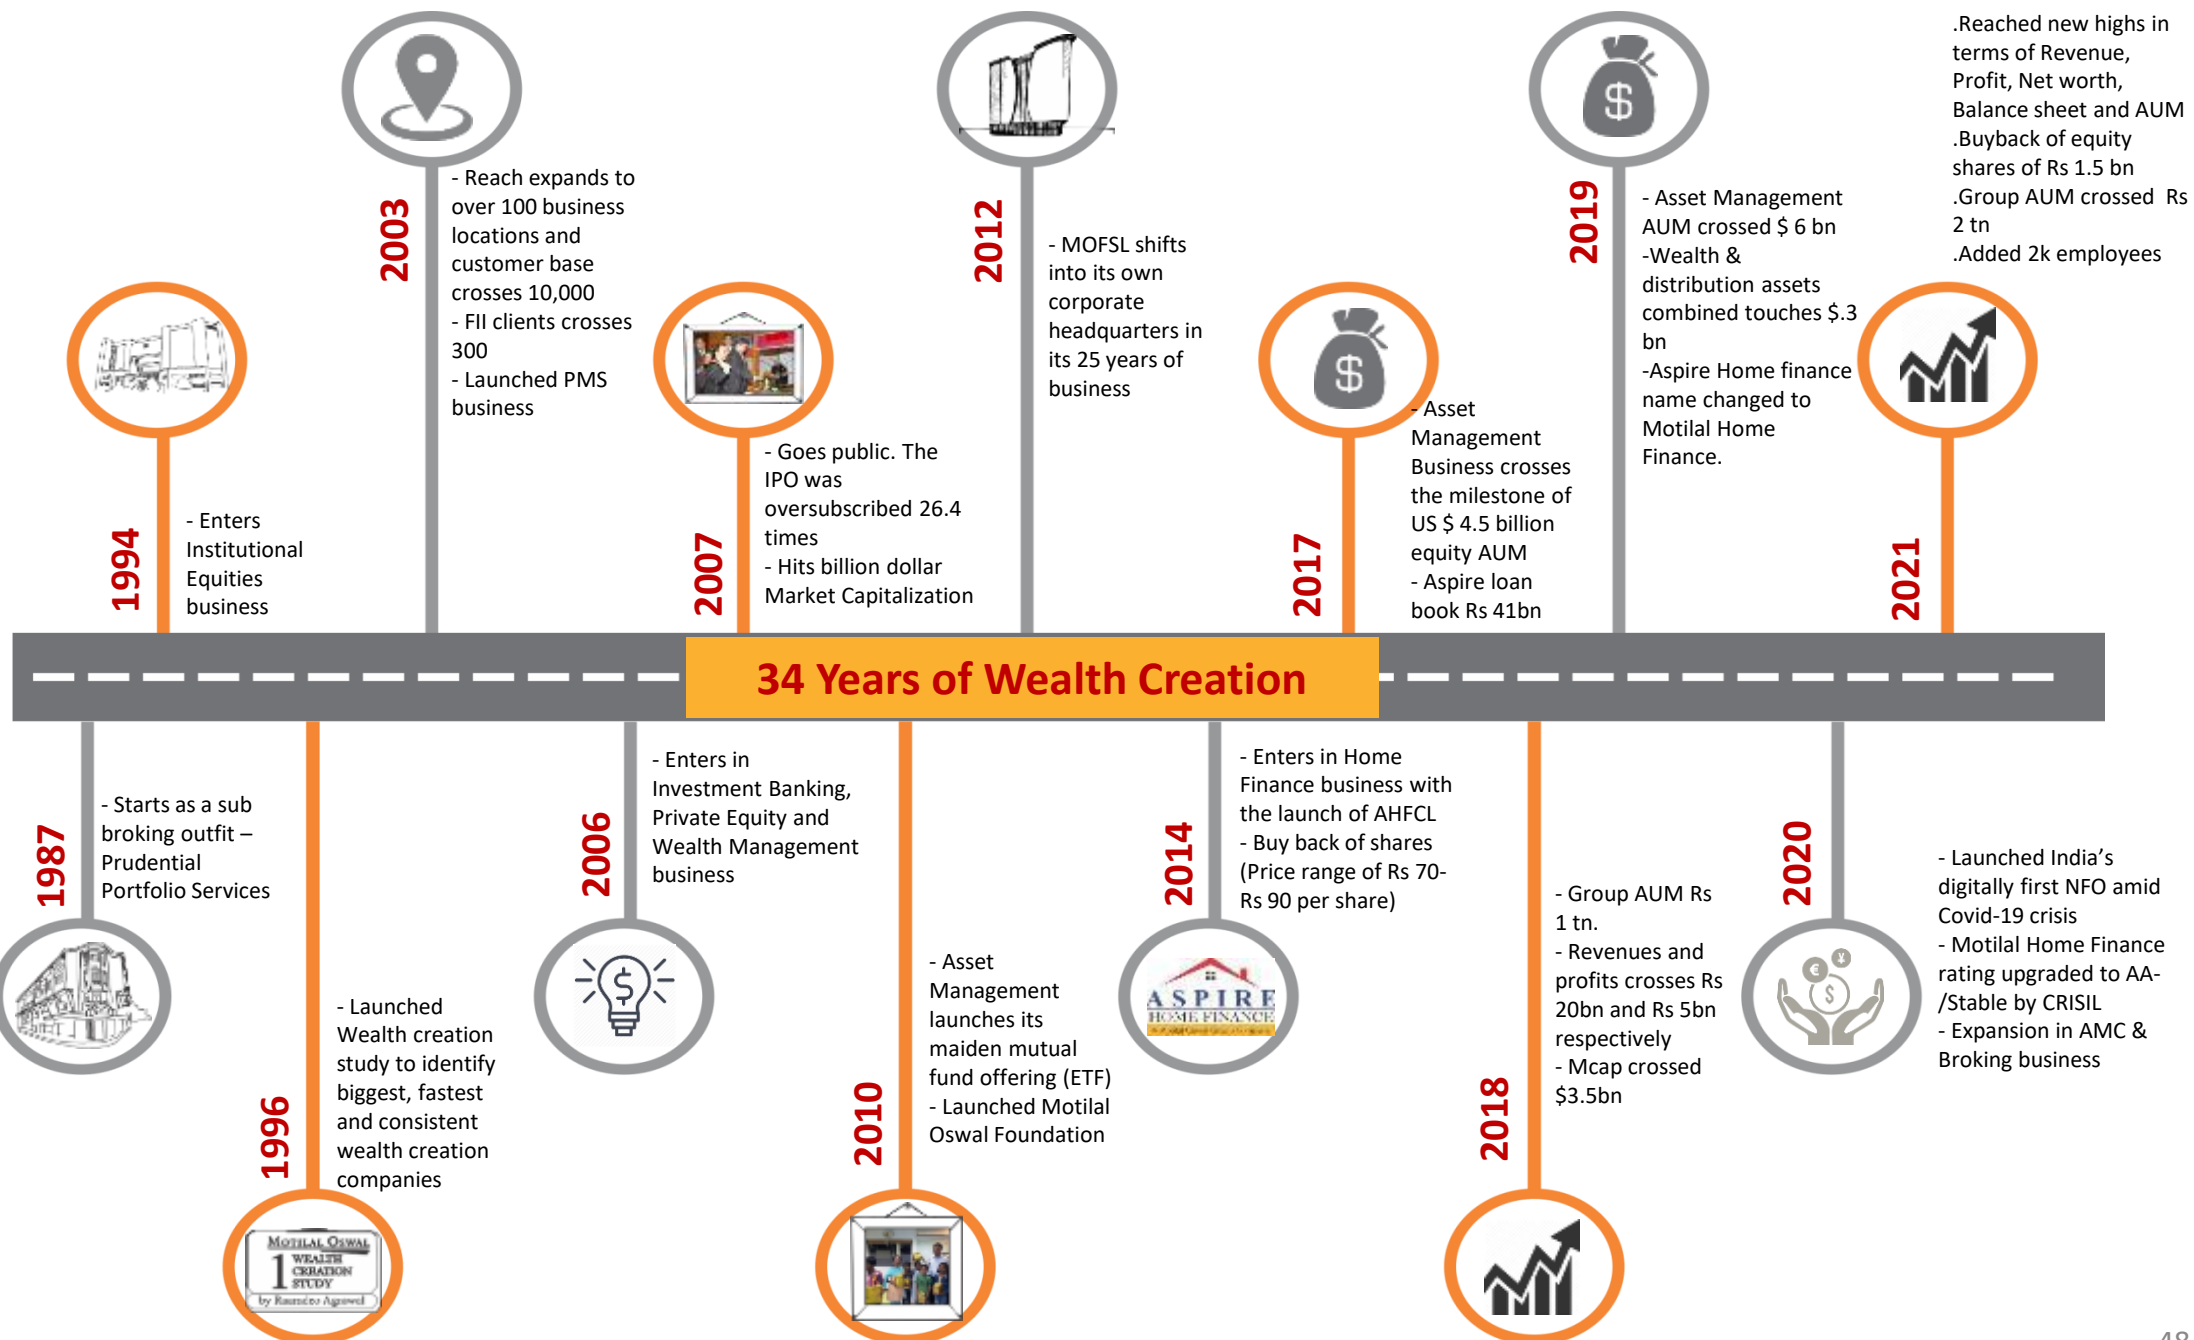 2003
- Reach expands to
over 100 business
locations and
customer base
crosses 10,000
- FII clients crosses
300
- Launched PMS
business
2012
- MOFSL shifts
into its own
corporate
headquarters in
its 25 years of
business
2019
- Asset Management
AUM crossed $ 6 bn
-Wealth &
distribution assets
combined touches $.3
bn
-Aspire Home finance
name changed to
Motilal Home
Finance.
.Reached new highs in
terms of Revenue,
Profit, Net worth,
Balance sheet and AUM
.Buyback of equity
shares of Rs 1.5 bn
.Group AUM crossed Rs
2 tn
.Added 2k employees
1994
- Enters
Institutional
Equities
business
2007
- Goes public. The
IPO was
oversubscribed 26.4
times
- Hits billion dollar
Market Capitalization
2017
- Asset
Management
Business crosses
the milestone of
US $ 4.5 billion
equity AUM
- Aspire loan
book Rs 41bn
2021
34 Years of Wealth Creation
1987
- Starts as a sub
broking outfit –
Prudential
Portfolio Services
1996
- Launched
Wealth creation
study to identify
biggest, fastest
and consistent
wealth creation
companies
MOTILAL OSWAL
1 WEALTH
CREATION
STUDY
by Raamdeo Agrawal
2006
- Enters in
Investment Banking,
Private Equity and
Wealth Management
business
2010
- Asset
Management
launches its
maiden mutual
fund offering (ETF)
- Launched Motilal
Oswal Foundation
2014
- Enters in Home
Finance business with
the launch of AHFCL
- Buy back of shares
(Price range of Rs 70-
Rs 90 per share)
ASPIRE
HOME FINANCE
2018
- Group AUM Rs
1 tn.
- Revenues and
profits crosses Rs
20bn and Rs 5bn
respectively
- Mcap crossed
$3.5bn
2020
- Launched India's
digitally first NFO amid
Covid-19 crisis
- Motilal Home Finance
rating upgraded to AA-
/Stable by CRISIL
- Expansion in AMC &
Broking business
48